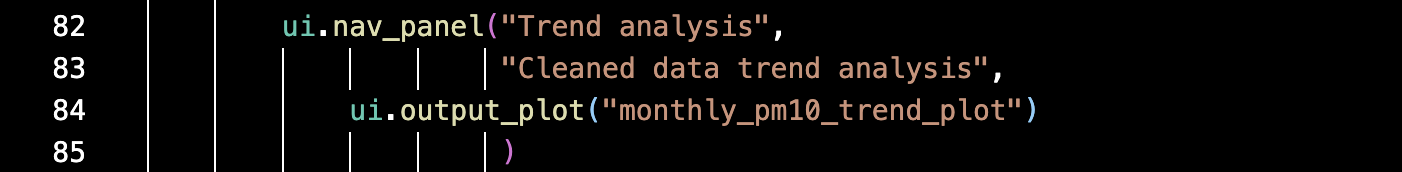 82 ui.nav_panel("Trend analysis",
83 "Cleaned data trend analysis",
84 ui.output_plot("monthly_pm10_trend_plot")
85 )